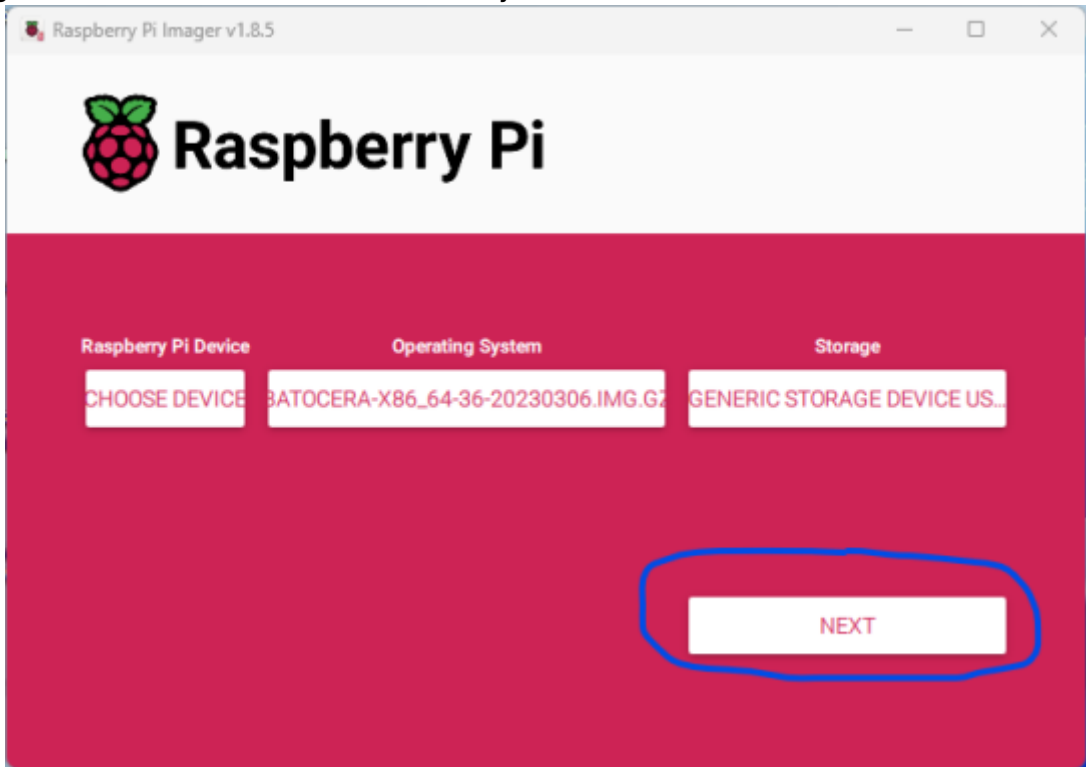 Raspberry Pi Imager v1.8.5
Raspberry Pi
Raspberry Pi Device Operating System Storage
CHOOSE DEVICE BATOCERA-X86_64-36-20230306.IMG.GZ GENERIC STORAGE DEVICE US...
NEXT